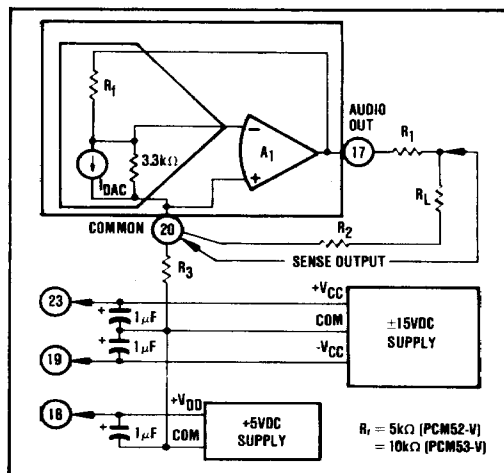 Rf
IDAC
3.3kΩ
−
A1
+
AUDIO
OUT
17
R1
RL
COMMON
20
R2
SENSE OUTPUT
R3
23
+VCC
+
1μF
COM
±15VDC
SUPPLY
+
1μF
19
-VCC
18
+VDD
+
1μF
COM
+5VDC
SUPPLY
Rf = 5kΩ (PCM52-V)
= 10kΩ (PCM53-V)